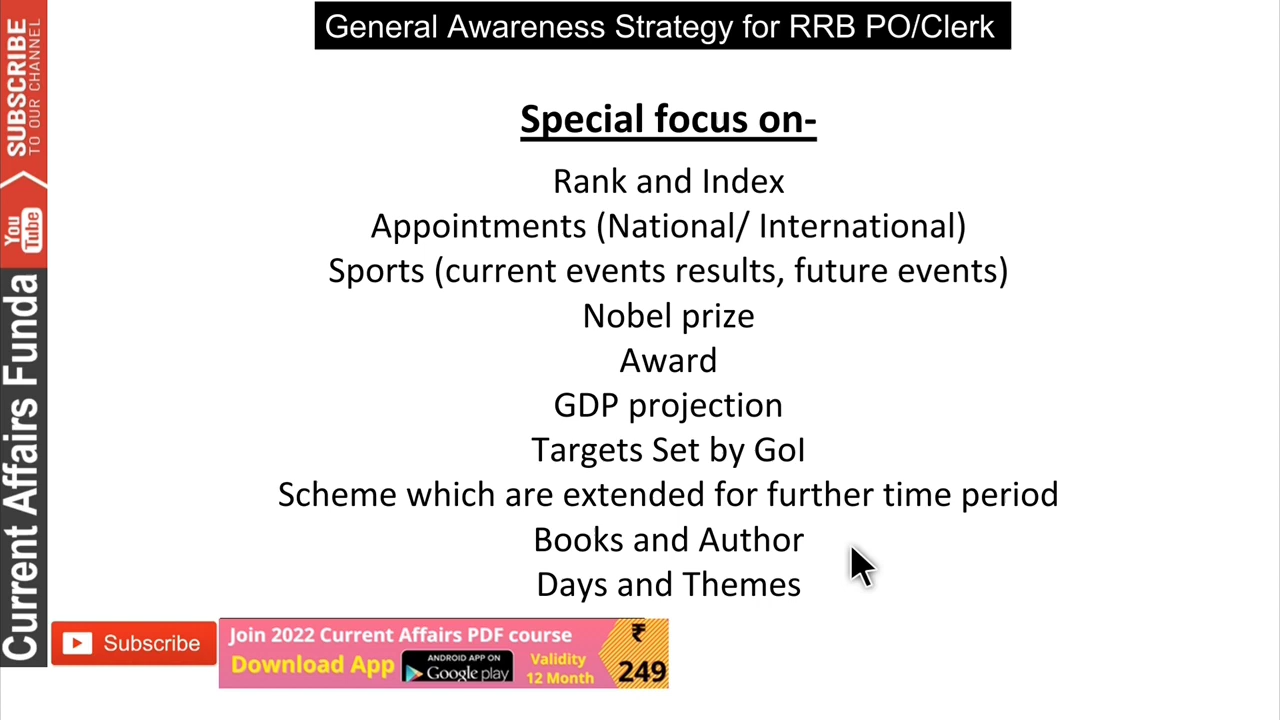 General Awareness Strategy for RRB PO/Clerk
Special focus on-
Rank and Index
Appointments (National/ International)
Sports (current events results, future events)
Nobel prize
Award
GDP projection
Targets Set by GoI
Scheme which are extended for further time period
Books and Author
Days and Themes
SUBSCRIBE
TO OUR CHANNEL
You
Tube
Current Affairs Funda
Subscribe
Join 2022 Current Affairs PDF course
Download App
ANDROID APP ON
Google play
Validity
12 Month
₹
249